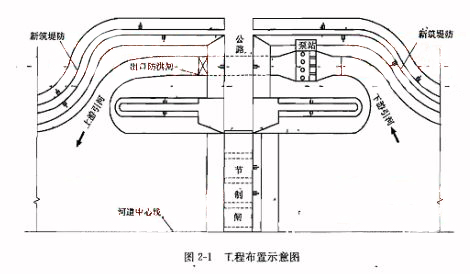 新筑堤防
公路
泵站
新筑堤防
出口防洪闸
上游引河
下游引河
节制闸
河道中心线
图 2-1 工程布置示意图